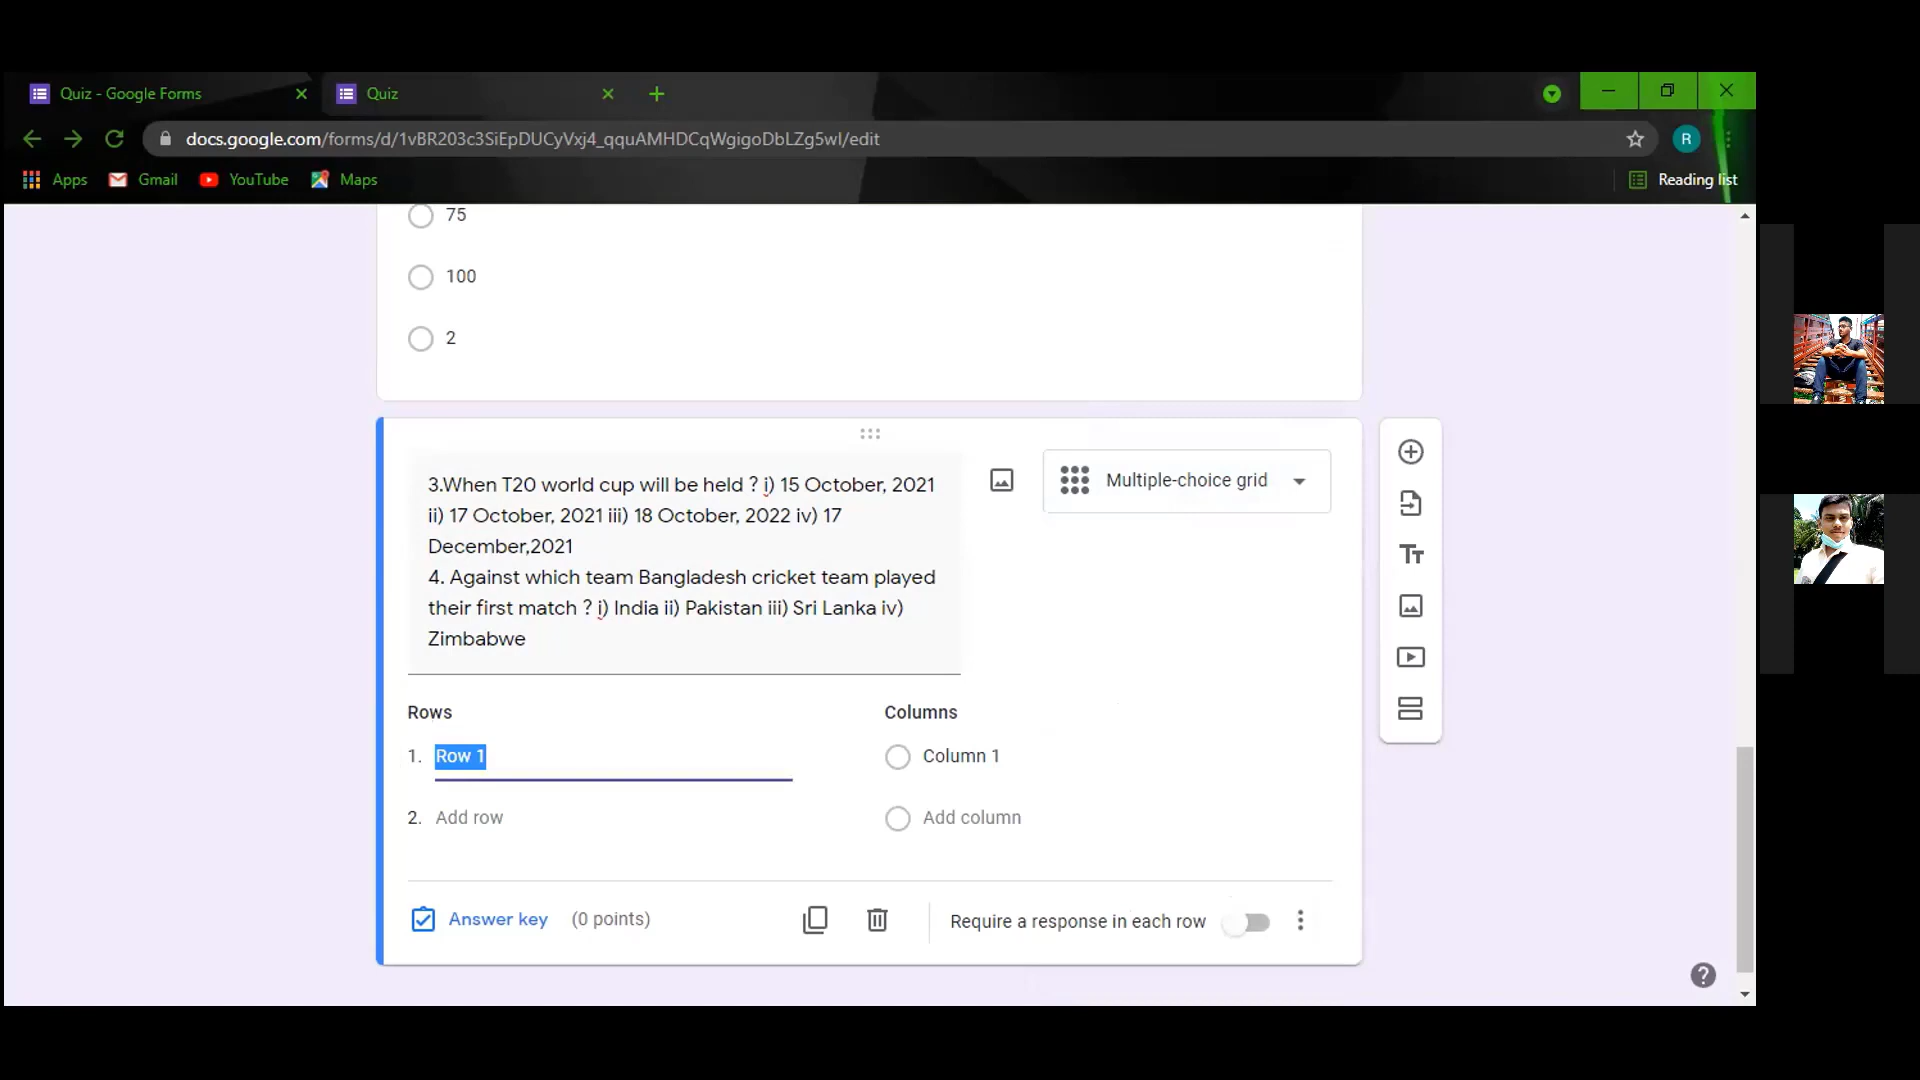 Quiz - Google Forms
Quiz
docs.google.com/forms/d/1vBR203c3SiEpDUCyVxj4_qquAMHDCqWgigoDbLZg5wI/edit
R
Apps
Gmail
YouTube
Maps
Reading list
75
100
2
3.When T20 world cup will be held ? i) 15 October, 2021
ii) 17 October, 2021 iii) 18 October, 2022 iv) 17
December,2021
4. Against which team Bangladesh cricket team played
their first match ? i) India ii) Pakistan iii) Sri Lanka iv)
Zimbabwe
Multiple-choice grid
Rows
Columns
1. Row 1
Column 1
2. Add row
Add column
Answer key (0 points)
Require a response in each row